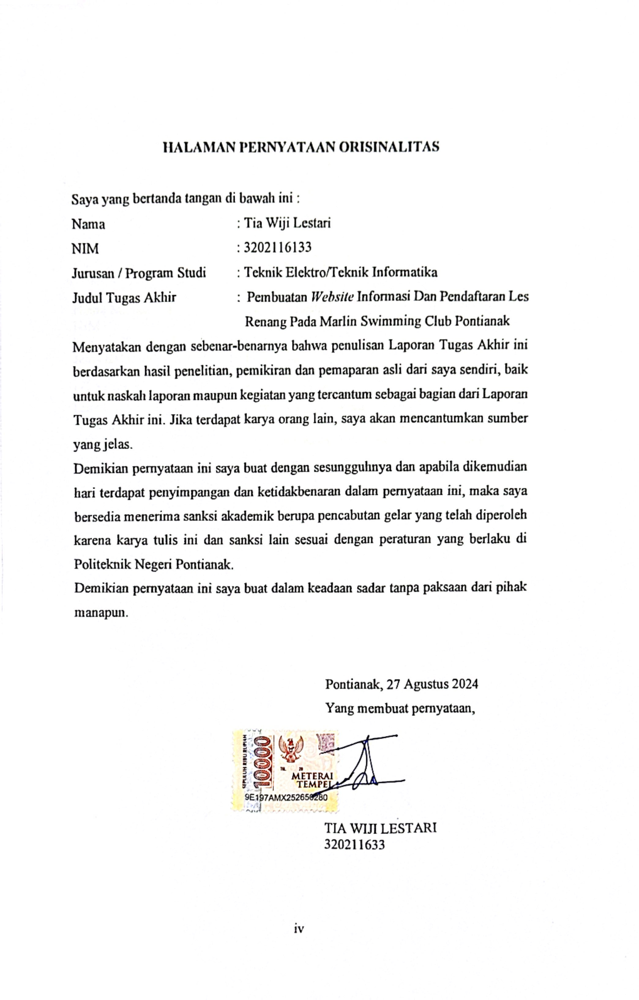 HALAMAN PERNYATAAN ORISINALITAS
Saya yang bertanda tangan di bawah ini :
Nama : Tia Wiji Lestari
NIM : 3202116133
Jurusan / Program Studi : Teknik Elektro/Teknik Informatika
Judul Tugas Akhir : Pembuatan Website Informasi Dan Pendaftaran Les
Renang Pada Marlin Swimming Club Pontianak
Menyatakan dengan sebenar-benarnya bahwa penulisan Laporan Tugas Akhir ini
berdasarkan hasil penelitian, pemikiran dan pemaparan asli dari saya sendiri, baik
untuk naskah laporan maupun kegiatan yang tercantum sebagai bagian dari Laporan
Tugas Akhir ini. Jika terdapat karya orang lain, saya akan mencantumkan sumber
yang jelas.
Demikian pernyataan ini saya buat dengan sesungguhnya dan apabila dikemudian
hari terdapat penyimpangan dan ketidakbenaran dalam pernyataan ini, maka saya
bersedia menerima sanksi akademik berupa pencabutan gelar yang telah diperoleh
karena karya tulis ini dan sanksi lain sesuai dengan peraturan yang berlaku di
Politeknik Negeri Pontianak.
Demikian pernyataan ini saya buat dalam keadaan sadar tanpa paksaan dari pihak
manapun.
Pontianak, 27 Agustus 2024
Yang membuat pernyataan,
SEPULUH RIBU RUPIAH
10000
TGL. 20
METERAI
TEMPEL
9E197AMX252650280
TIA WIJI LESTARI
320211633
iv